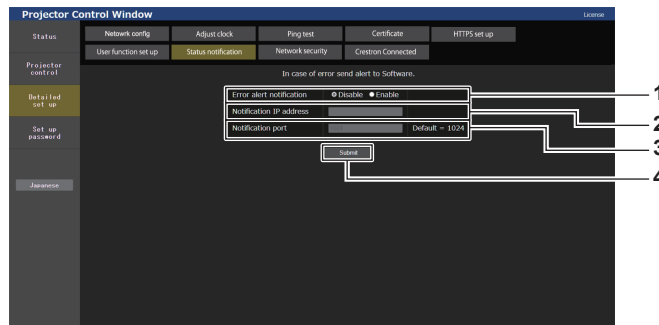 Projector Control Window License
Status
Projector
control
Detailed
set up
Set up
password
Japanese
Netowrk config Adjust clock Ping test Certificate HTTPS set up
User function set up Status notification Network security Crestron Connected
In case of error send alert to Software.
Error alert notification Disable Enable
Notification IP address
Notification port Default = 1024
Submit
1
2
3
4